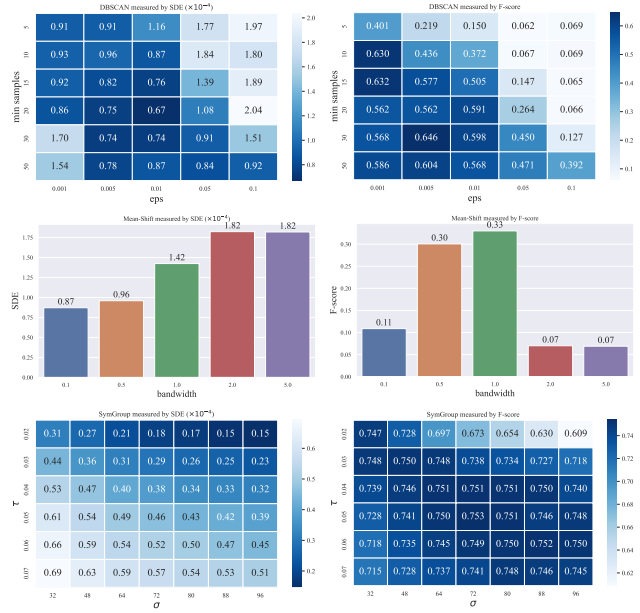 DBSCAN measured by SDE (×10⁻⁴)
min samples
5 0.91 0.91 1.16 1.77 1.97
10 0.93 0.96 0.87 1.84 1.80
15 0.92 0.82 0.76 1.39 1.89
20 0.86 0.75 0.67 1.08 2.04
30 1.70 0.74 0.74 0.91 1.51
50 1.54 0.78 0.87 0.84 0.92
0.001 0.005 0.01 0.05 0.1
eps
2.0
1.8
1.6
1.4
1.2
1.0
0.8
DBSCAN measured by F-score
min samples
5 0.401 0.219 0.150 0.062 0.069
10 0.630 0.436 0.372 0.067 0.069
15 0.632 0.577 0.505 0.147 0.065
20 0.562 0.562 0.591 0.264 0.066
30 0.568 0.646 0.598 0.450 0.127
50 0.586 0.604 0.568 0.471 0.392
0.001 0.005 0.01 0.05 0.1
eps
0.6
0.5
0.4
0.3
0.2
0.1
Mean-Shift measured by SDE (×10⁻⁴)
SDE
1.75
1.50
1.25
1.00
0.75
0.50
0.25
0.00
0.87 0.96 1.42 1.82 1.82
0.1 0.5 1.0 2.0 5.0
bandwidth
Mean-Shift measured by F-score
F-score
0.30
0.25
0.20
0.15
0.10
0.05
0.00
0.11 0.30 0.33 0.07 0.07
0.1 0.5 1.0 2.0 5.0
bandwidth
SymGroup measured by SDE (×10⁻⁴)
τ
0.02 0.31 0.27 0.21 0.18 0.17 0.15 0.15
0.03 0.44 0.36 0.31 0.29 0.26 0.25 0.23
0.04 0.53 0.47 0.40 0.38 0.34 0.33 0.32
0.05 0.61 0.54 0.49 0.46 0.43 0.42 0.39
0.06 0.66 0.59 0.54 0.52 0.50 0.47 0.45
0.07 0.69 0.63 0.59 0.57 0.54 0.53 0.51
32 48 64 72 80 88 96
σ
0.6
0.5
0.4
0.3
0.2
SymGroup measured by F-score
τ
0.02 0.747 0.728 0.697 0.673 0.654 0.630 0.609
0.03 0.748 0.750 0.748 0.738 0.734 0.727 0.718
0.04 0.739 0.746 0.751 0.751 0.750 0.750 0.740
0.05 0.728 0.741 0.750 0.753 0.751 0.746 0.748
0.06 0.718 0.735 0.745 0.749 0.750 0.752 0.750
0.07 0.715 0.728 0.737 0.741 0.748 0.747 0.745
32 48 64 72 80 88 96
σ
0.74
0.72
0.70
0.68
0.66
0.64
0.62